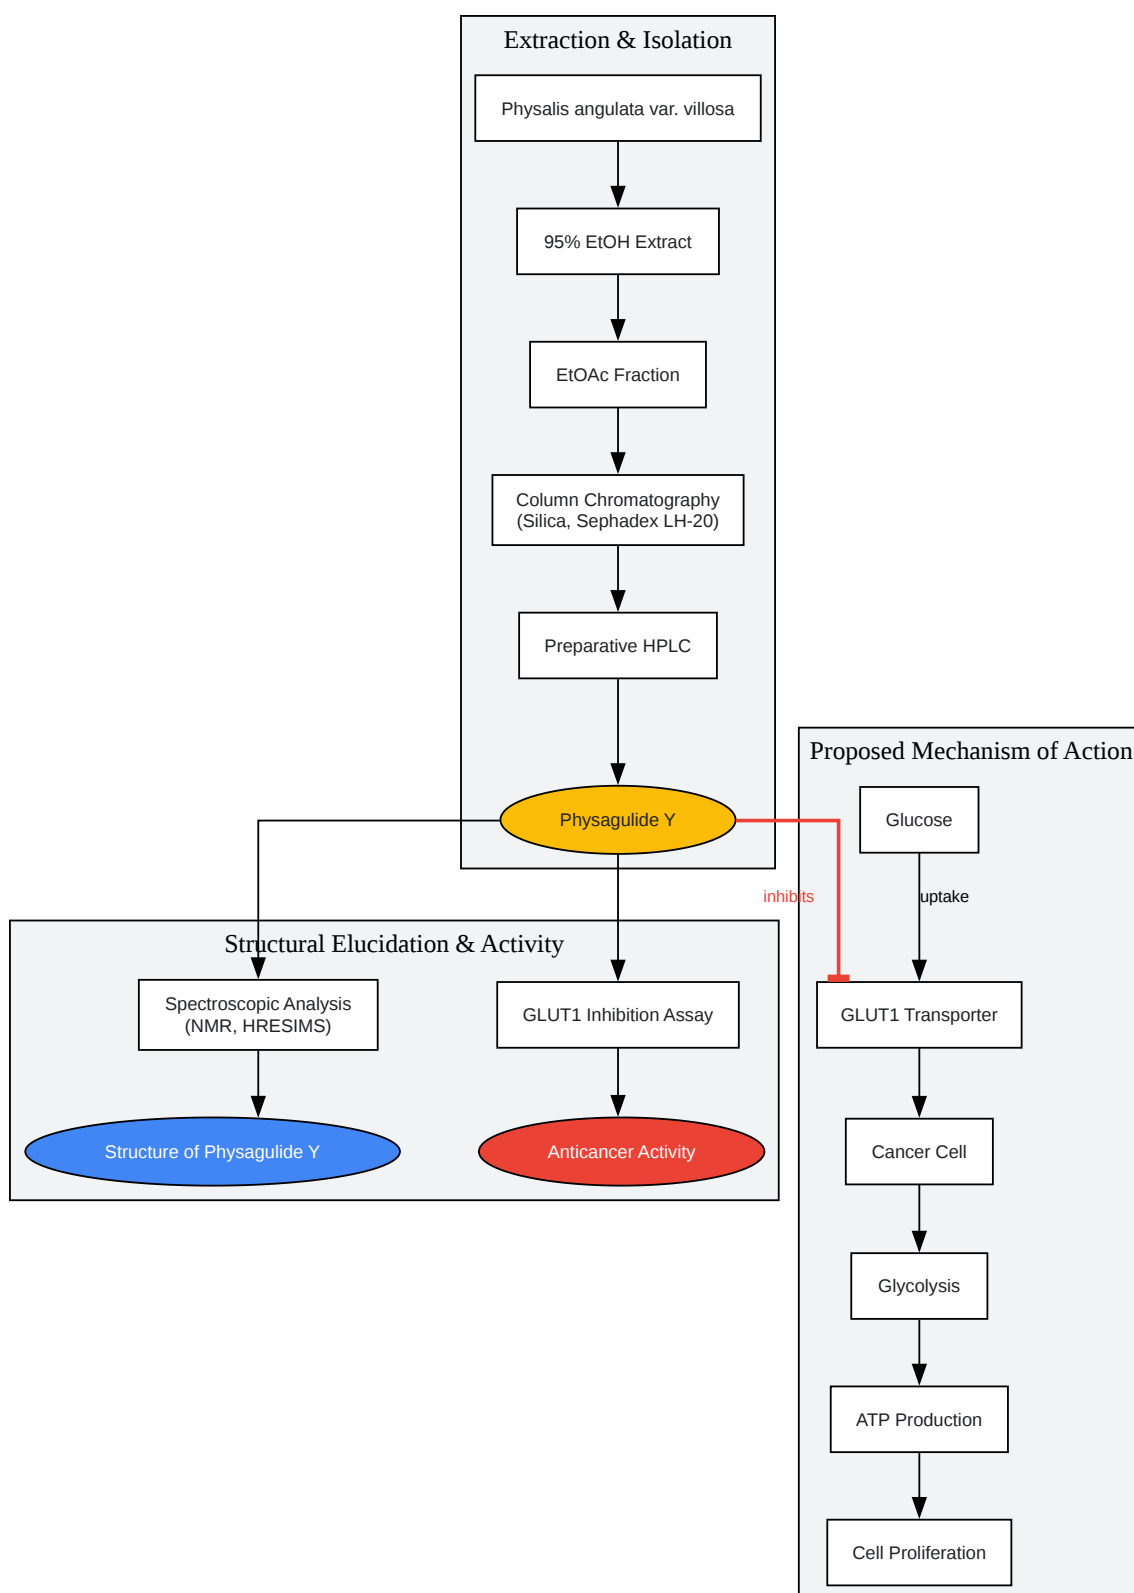 Extraction & Isolation
Physalis angulata var. villosa
95% EtOH Extract
EtOAc Fraction
Column Chromatography
(Silica, Sephadex LH-20)
Preparative HPLC
Physagulide Y
Structural Elucidation & Activity
Spectroscopic Analysis
(NMR, HRESIMS)
GLUT1 Inhibition Assay
Structure of Physagulide Y
Anticancer Activity
Proposed Mechanism of Action
Glucose
inhibits
uptake
GLUT1 Transporter
Cancer Cell
Glycolysis
ATP Production
Cell Proliferation